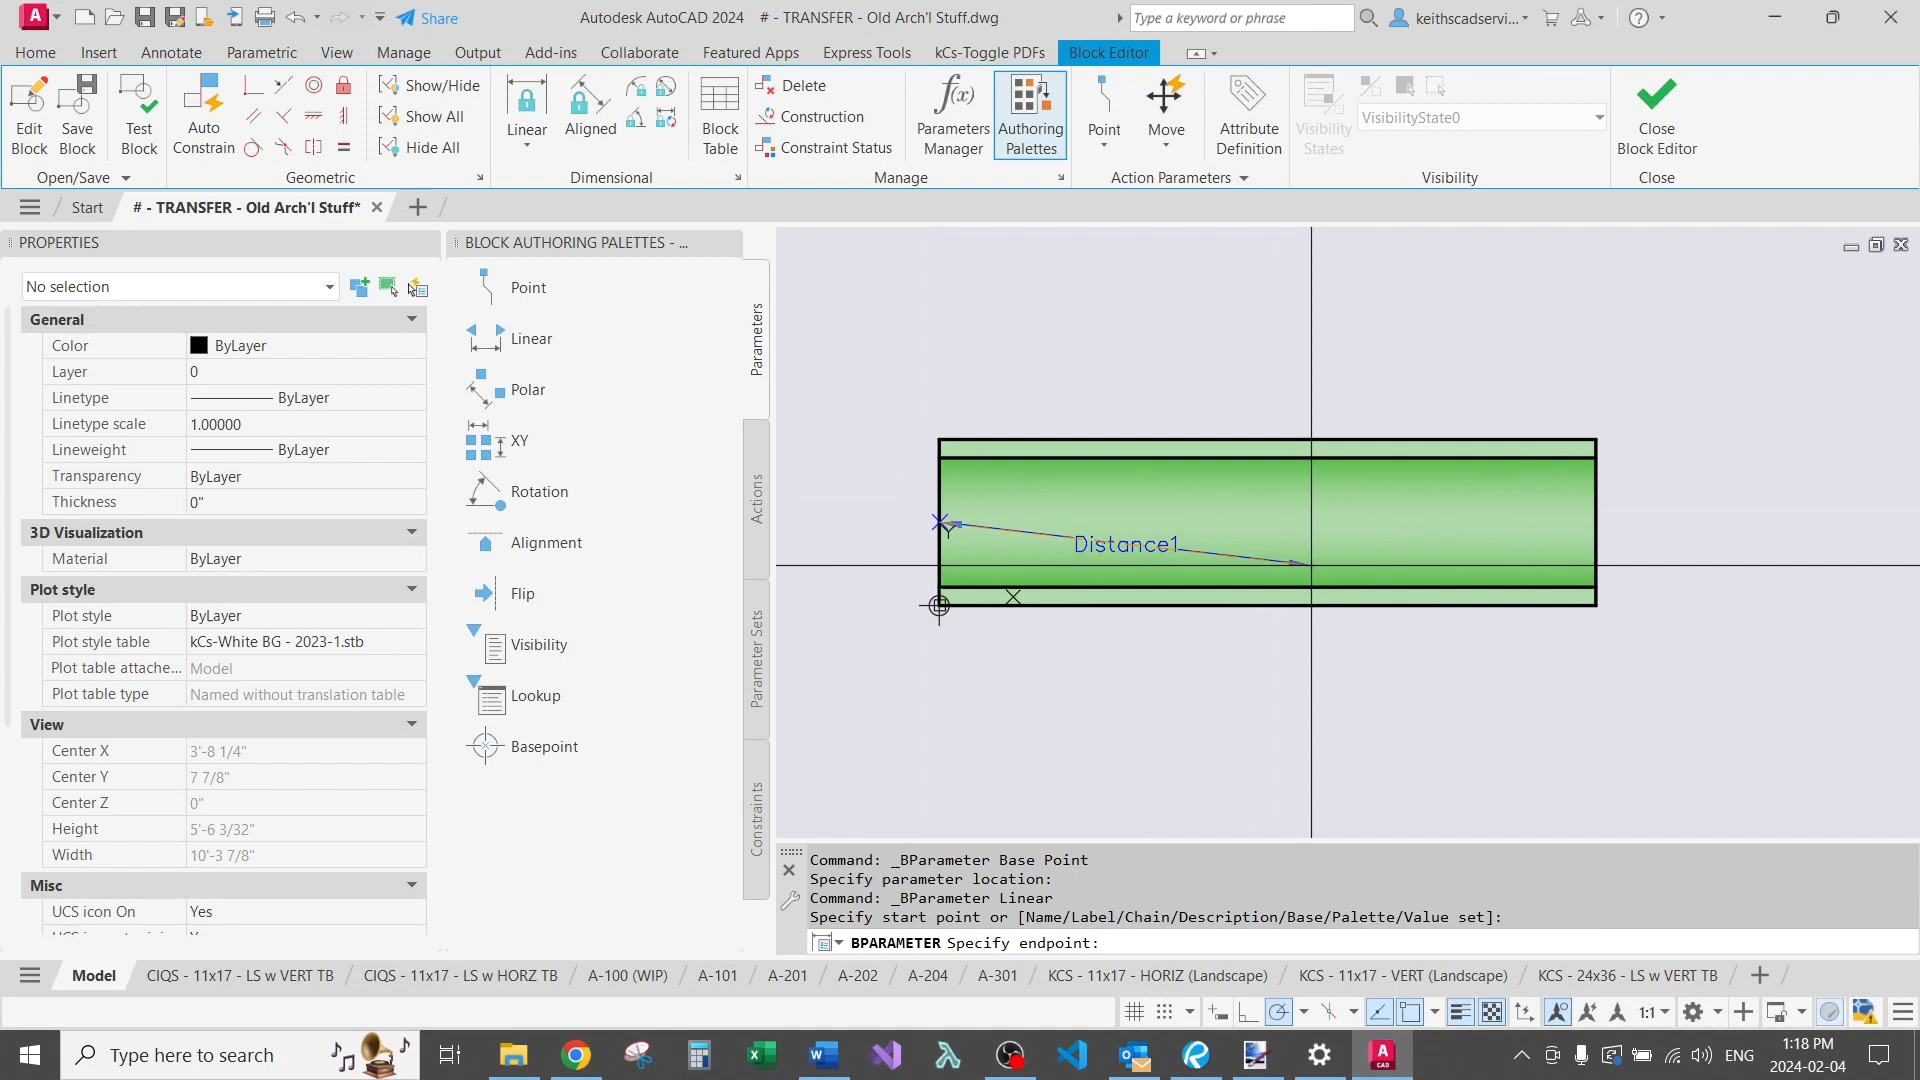 Share
Autodesk AutoCAD 2024 # - TRANSFER - Old Arch'l Stuff.dwg
Type a keyword or phrase
keithscadservi...
Home Insert Annotate Parametric View Manage Output Add-ins Collaborate Featured Apps Express Tools kCs-Toggle PDFs Block Editor
Edit Block
Save Block
Test Block
Auto Constrain
Show/Hide
Show All
Hide All
Linear
Aligned
Block Table
Delete
Construction
Constraint Status
Parameters Manager
Authoring Palettes
Point
Move
Attribute Definition
Visibility States
VisibilityState0
Close Block Editor
Open/Save Geometric Dimensional Manage Action Parameters Visibility Close
Start # - TRANSFER - Old Arch'l Stuff*
PROPERTIES
No selection
General
Color ByLayer
Layer 0
Linetype ByLayer
Linetype scale 1.00000
Lineweight ByLayer
Transparency ByLayer
Thickness 0"
3D Visualization
Material ByLayer
Plot style
Plot style ByLayer
Plot style table kCs-White BG - 2023-1.stb
Plot table attache... Model
Plot table type Named without translation table
View
Center X 3'-8 1/4"
Center Y 7 7/8"
Center Z 0"
Height 5'-6 3/32"
Width 10'-3 7/8"
Misc
UCS icon On Yes
BLOCK AUTHORING PALETTES - ...
Point
Linear
Polar
XY
Rotation
Alignment
Flip
Visibility
Lookup
Basepoint
Parameters
Actions
Parameter Sets
Constraints
Distance1
Y
X
Command: _BParameter Base Point
Specify parameter location:
Command: _BParameter Linear
Specify start point or [Name/Label/Chain/Description/Base/Palette/Value set]:
BPARAMETER Specify endpoint:
Model CIQS - 11x17 - LS w VERT TB CIQS - 11x17 - LS w HORZ TB A-100 (WIP) A-101 A-201 A-202 A-204 A-301 KCS - 11x17 - HORIZ (Landscape) KCS - 11x17 - VERT (Landscape) KCS - 24x36 - LS w VERT TB
1:1
Type here to search
ENG
1:18 PM
2024-02-04